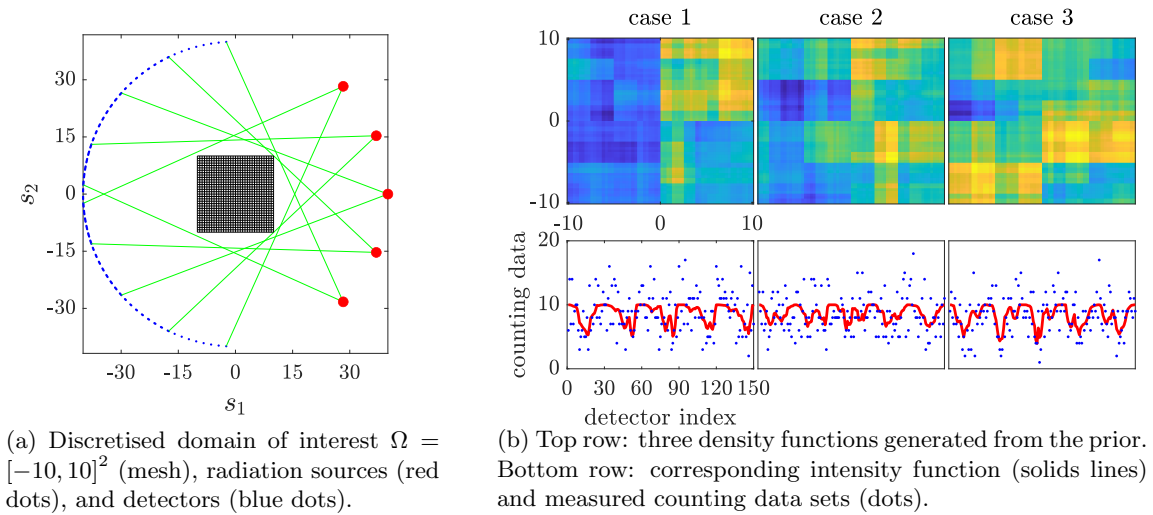 case 1 case 2 case 3
s₂
30
15
0
-15
-30
-30 -15 0 15 30
s₁
10
0
-10
-10 0 10
counting data
20
10
0
0 30 60 90 120 150
detector index
(a) Discretised domain of interest Ω =
[−10, 10]² (mesh), radiation sources (red
dots), and detectors (blue dots).
(b) Top row: three density functions generated from the prior.
Bottom row: corresponding intensity function (solids lines)
and measured counting data sets (dots).